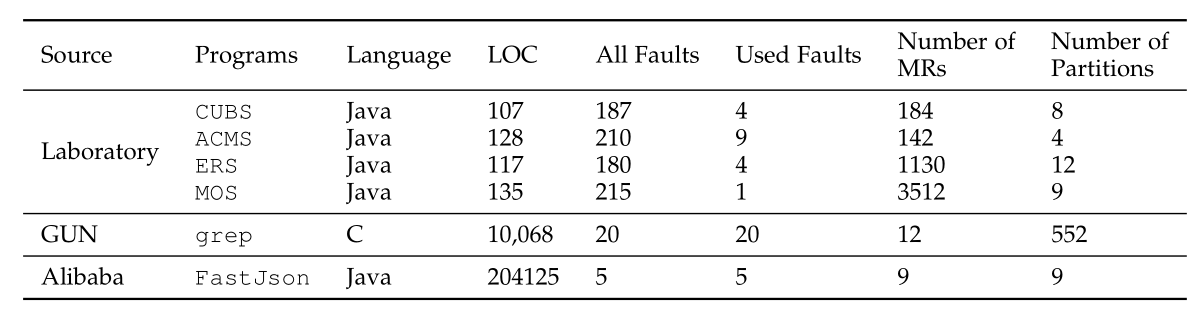 Source Programs Language LOC All Faults Used Faults Number of MRs Number of Partitions
CUBS Java 107 187 4 184 8
ACMS Java 128 210 9 142 4
Laboratory
ERS Java 117 180 4 1130 12
MOS Java 135 215 1 3512 9
GUN grep C 10,068 20 20 12 552
Alibaba FastJson Java 204125 5 5 9 9